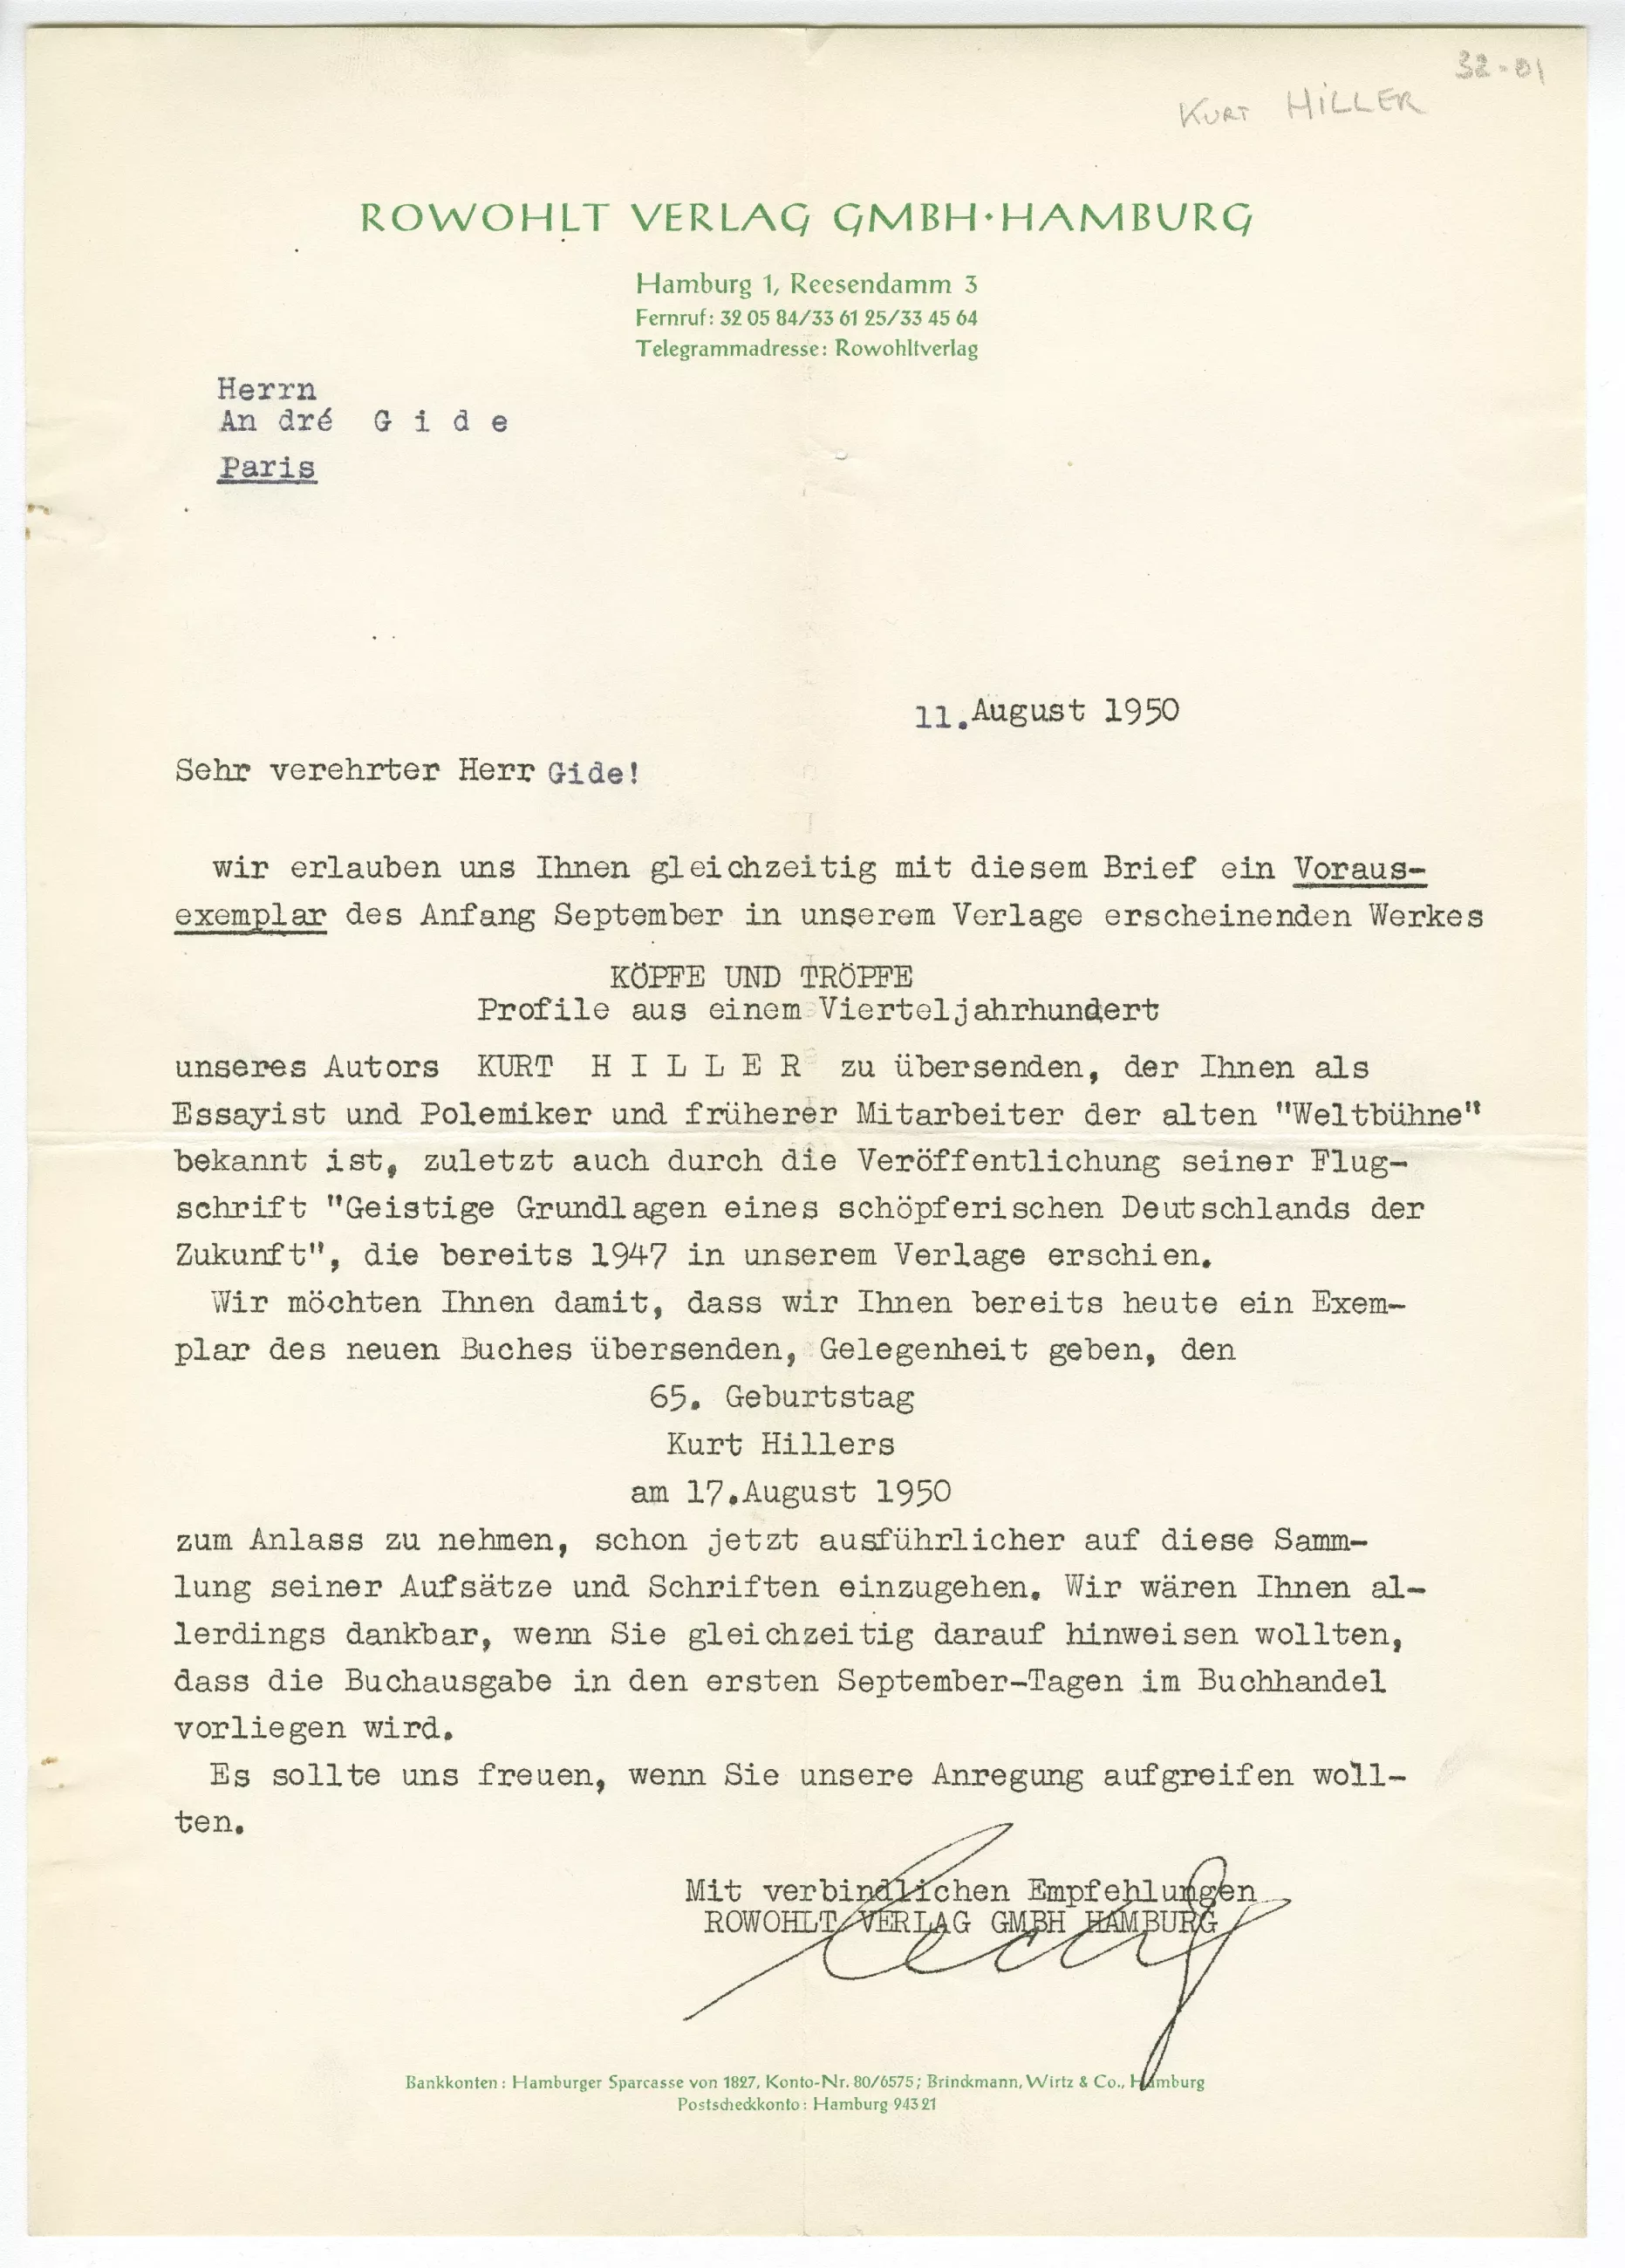 32-01
KURT HILLER
ROWOHLT VERLAG GMBH·HAMBURG
Hamburg 1, Reesendamm 3
Fernruf: 32 05 84/33 61 25/33 45 64
Telegrammadresse: Rowohltverlag
Herrn
An dré G i d e
Paris
11. August 1950
Sehr verehrter Herr Gide!
wir erlauben uns Ihnen gleichzeitig mit diesem Brief ein Voraus-
exemplar des Anfang September in unserem Verlage erscheinenden Werkes
KÖPFE UND TRÖPFE
Profile aus einem Vierteljahrhundert
unseres Autors KURT H I L L E R zu übersenden, der Ihnen als
Essayist und Polemiker und früherer Mitarbeiter der alten "Weltbühne"
bekannt ist, zuletzt auch durch die Veröffentlichung seiner Flug-
schrift "Geistige Grundlagen eines schöpferischen Deutschlands der
Zukunft", die bereits 1947 in unserem Verlage erschien.
Wir möchten Ihnen damit, dass wir Ihnen bereits heute ein Exem-
plar des neuen Buches übersenden, Gelegenheit geben, den
65. Geburtstag
Kurt Hillers
am 17.August 1950
zum Anlass zu nehmen, schon jetzt ausführlicher auf diese Samm-
lung seiner Aufsätze und Schriften einzugehen. Wir wären Ihnen al-
lerdings dankbar, wenn Sie gleichzeitig darauf hinweisen wollten,
dass die Buchausgabe in den ersten September-Tagen im Buchhandel
vorliegen wird.
Es sollte uns freuen, wenn Sie unsere Anregung aufgreifen woll-
ten.
Mit verbindlichen Empfehlungen
ROWOHLT VERLAG GMBH HAMBURG
Bankkonten: Hamburger Sparcasse von 1827, Konto-Nr. 80/6575; Brinckmann, Wirtz & Co., Hamburg
Postscheckkonto: Hamburg 943 21